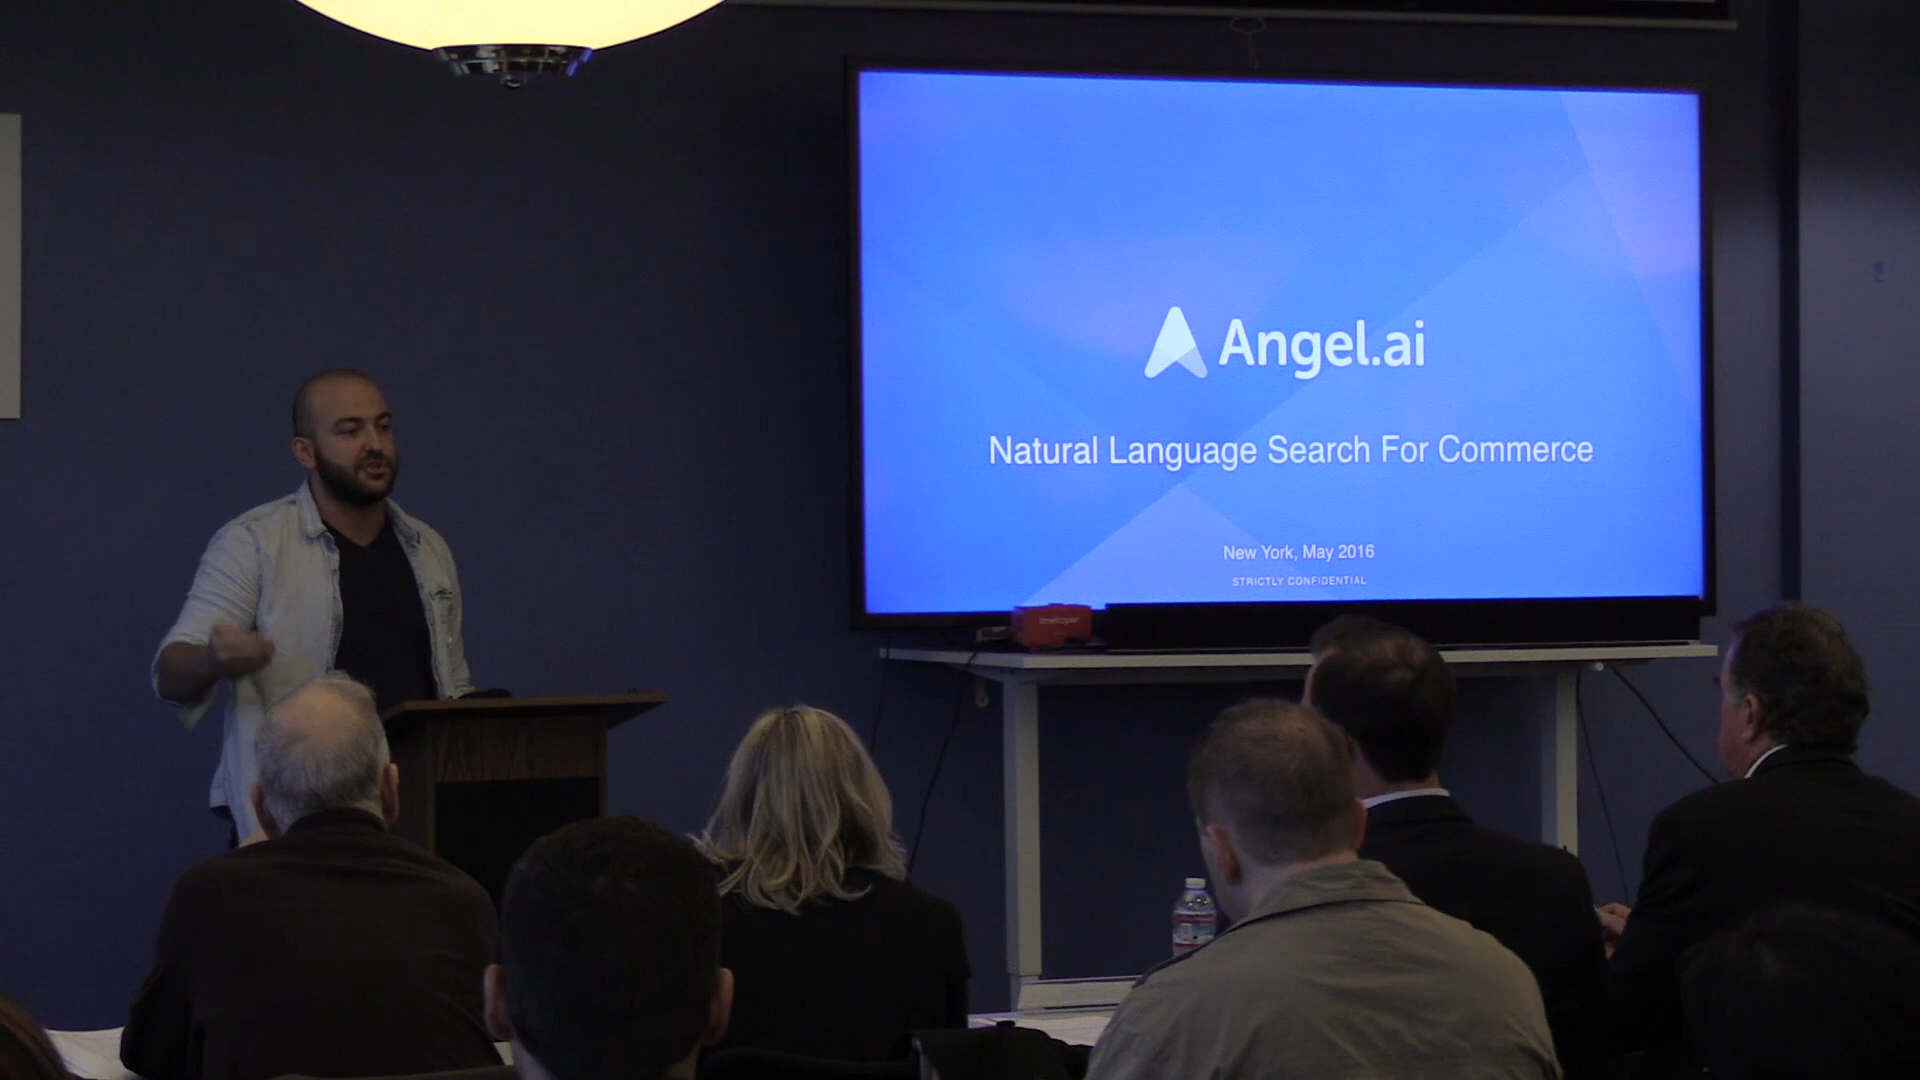 Angel.ai
Natural Language Search For Commerce
New York, May 2016
STRICTLY CONFIDENTIAL